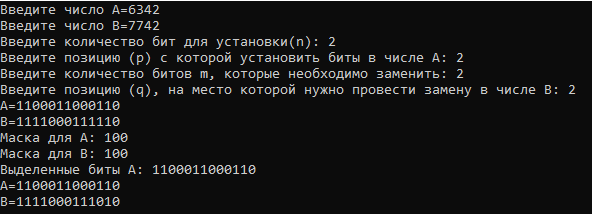 Введите число A=6342
Введите число B=7742
Введите количество бит для установки(n): 2
Введите позицию (p) с которой установить биты в числе A: 2
Введите количество битов m, которые необходимо заменить: 2
Введите позицию (q), на место которой нужно провести замену в числе B: 2
A=1100011000110
B=1111000111110
Маска для A: 100
Маска для B: 100
Выделенные биты A: 1100011000110
A=1100011000110
B=1111000111010